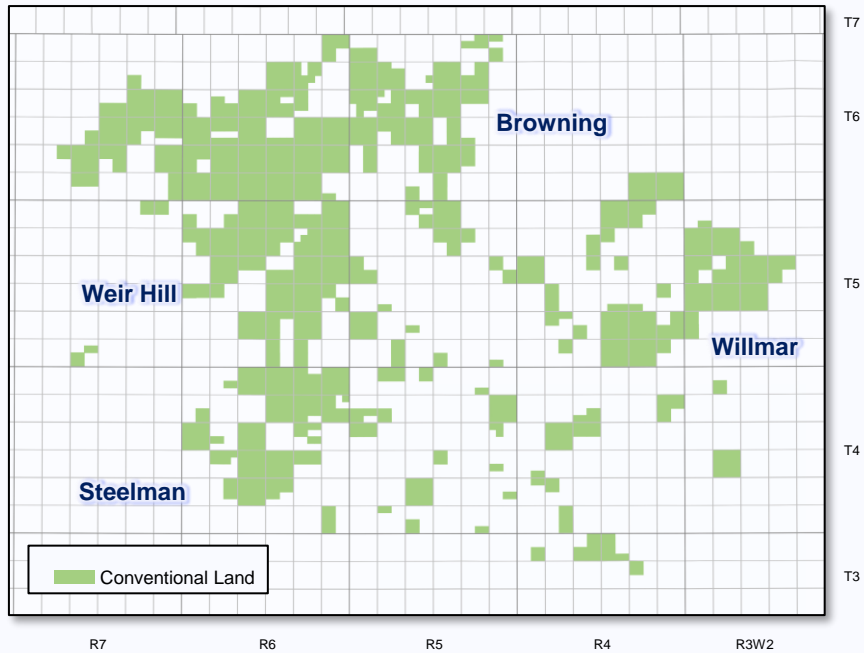 T7
Browning
T6
Weir Hill
T5
Willmar
T4
Steelman
Conventional Land
T3
R7 R6 R5 R4 R3W2